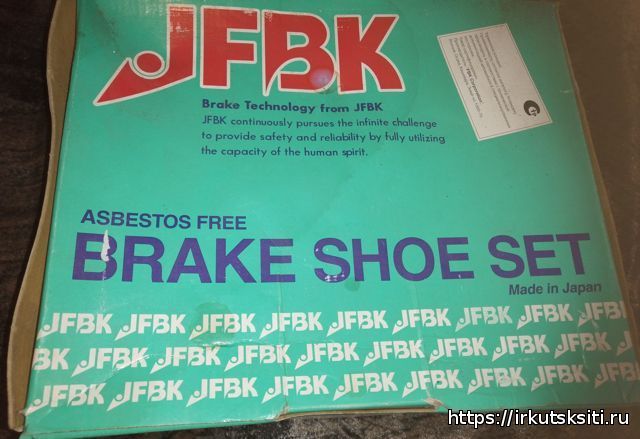 JFBK
Brake Technology from JFBK
JFBK continuously pursues the infinite challenge
to provide safety and reliability by fully utilizing
the capacity of the human spirit.
ASBESTOS FREE
BRAKE SHOE SET
Made in Japan
JFBK JFBK JFBK JFBK JFBK JFBK JFBK JFBK JFBK
BK JFBK JFBK JFBK JFBK JFBK JFBK JFBK JFBK
JFBK JFBK JFBK JFBK JFBK JFBK JFBK JFBK
https://irkutsksiti.ru